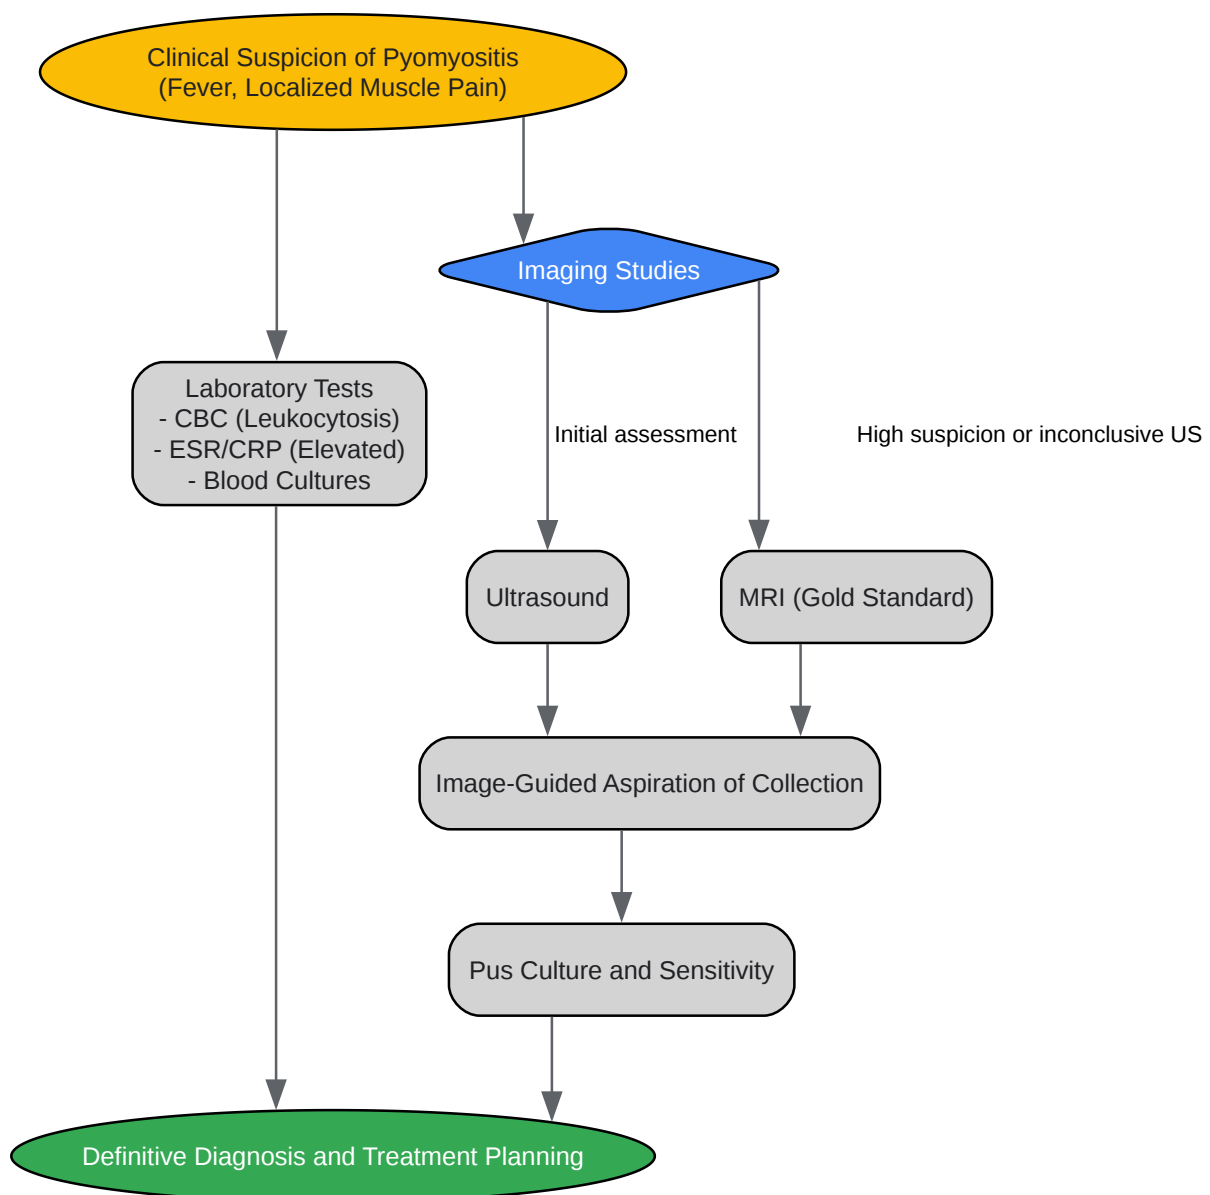 Clinical Suspicion of Pyomyositis
(Fever, Localized Muscle Pain)
Imaging Studies
Laboratory Tests
- CBC (Leukocytosis)
- ESR/CRP (Elevated)
- Blood Cultures
Initial assessment
High suspicion or inconclusive US
Ultrasound
MRI (Gold Standard)
Image-Guided Aspiration of Collection
Pus Culture and Sensitivity
Definitive Diagnosis and Treatment Planning